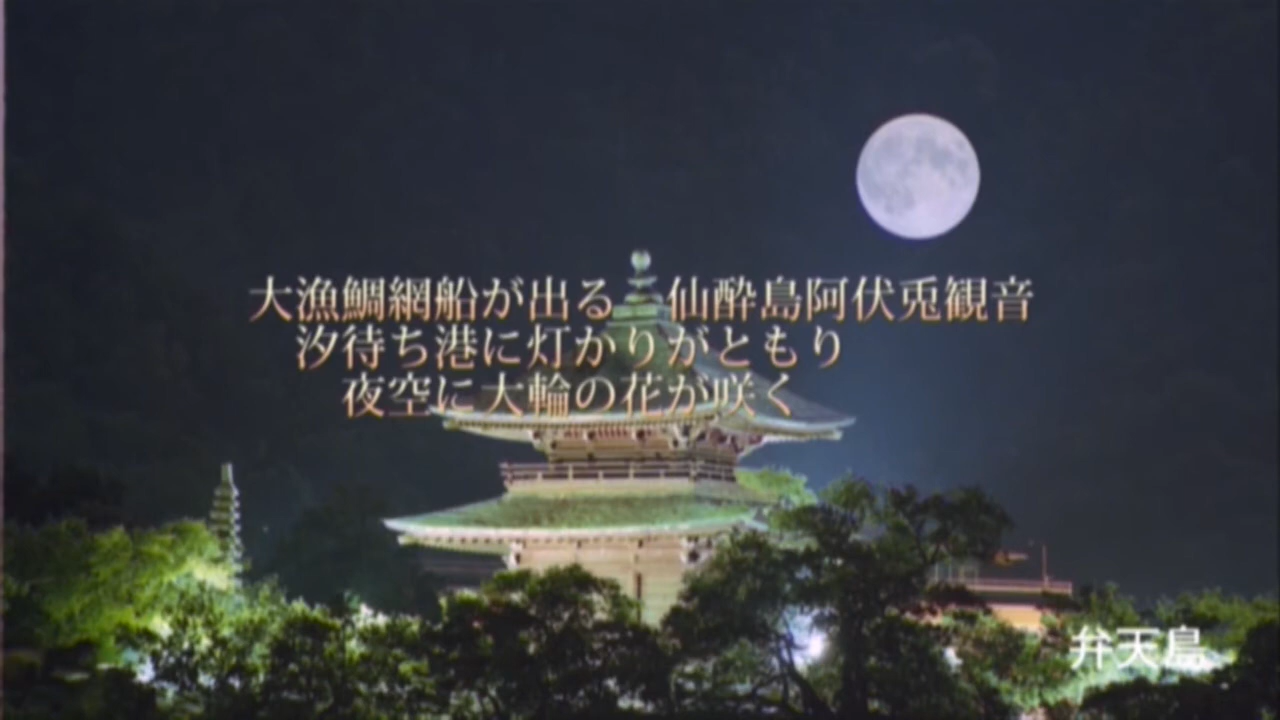 大漁鯛網船が出る　仙酔島阿伏兎観音
汐待ち港に灯かりがともり
夜空に大輪の花が咲く
弁天島